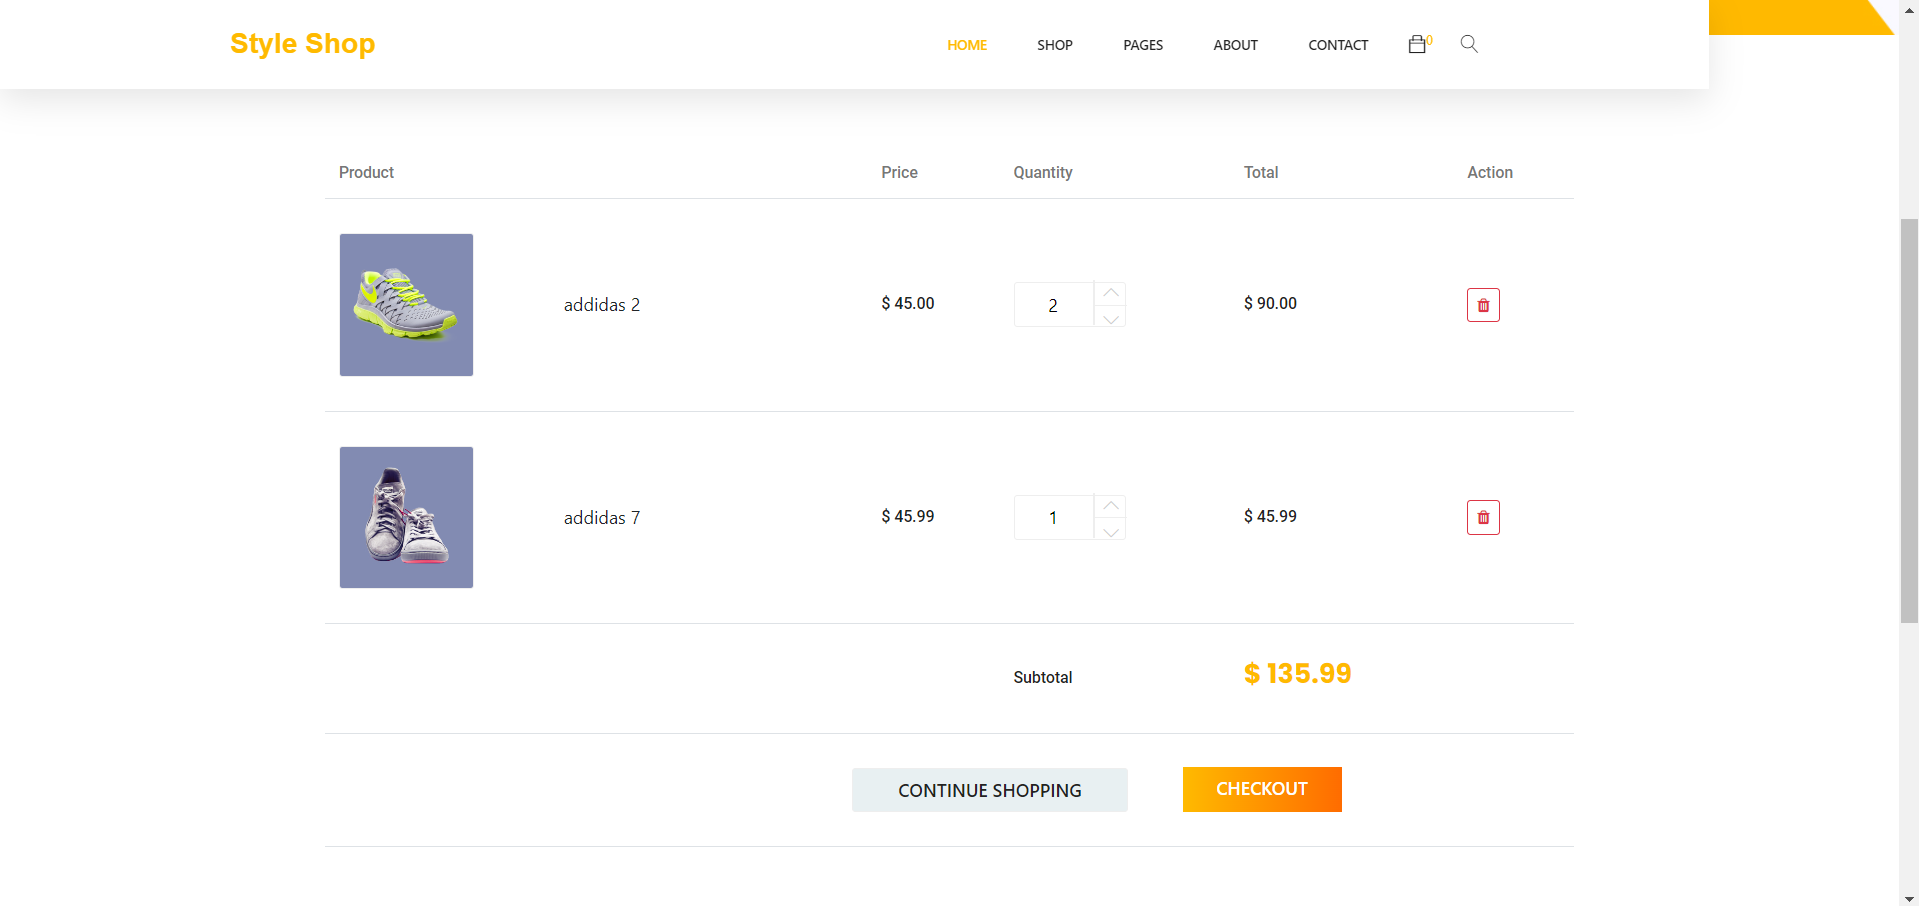 Style Shop
HOME SHOP PAGES ABOUT CONTACT 0
Product Price Quantity Total Action
addidas 2 $ 45.00 2 $ 90.00
addidas 7 $ 45.99 1 $ 45.99
Subtotal $ 135.99
CONTINUE SHOPPING CHECKOUT